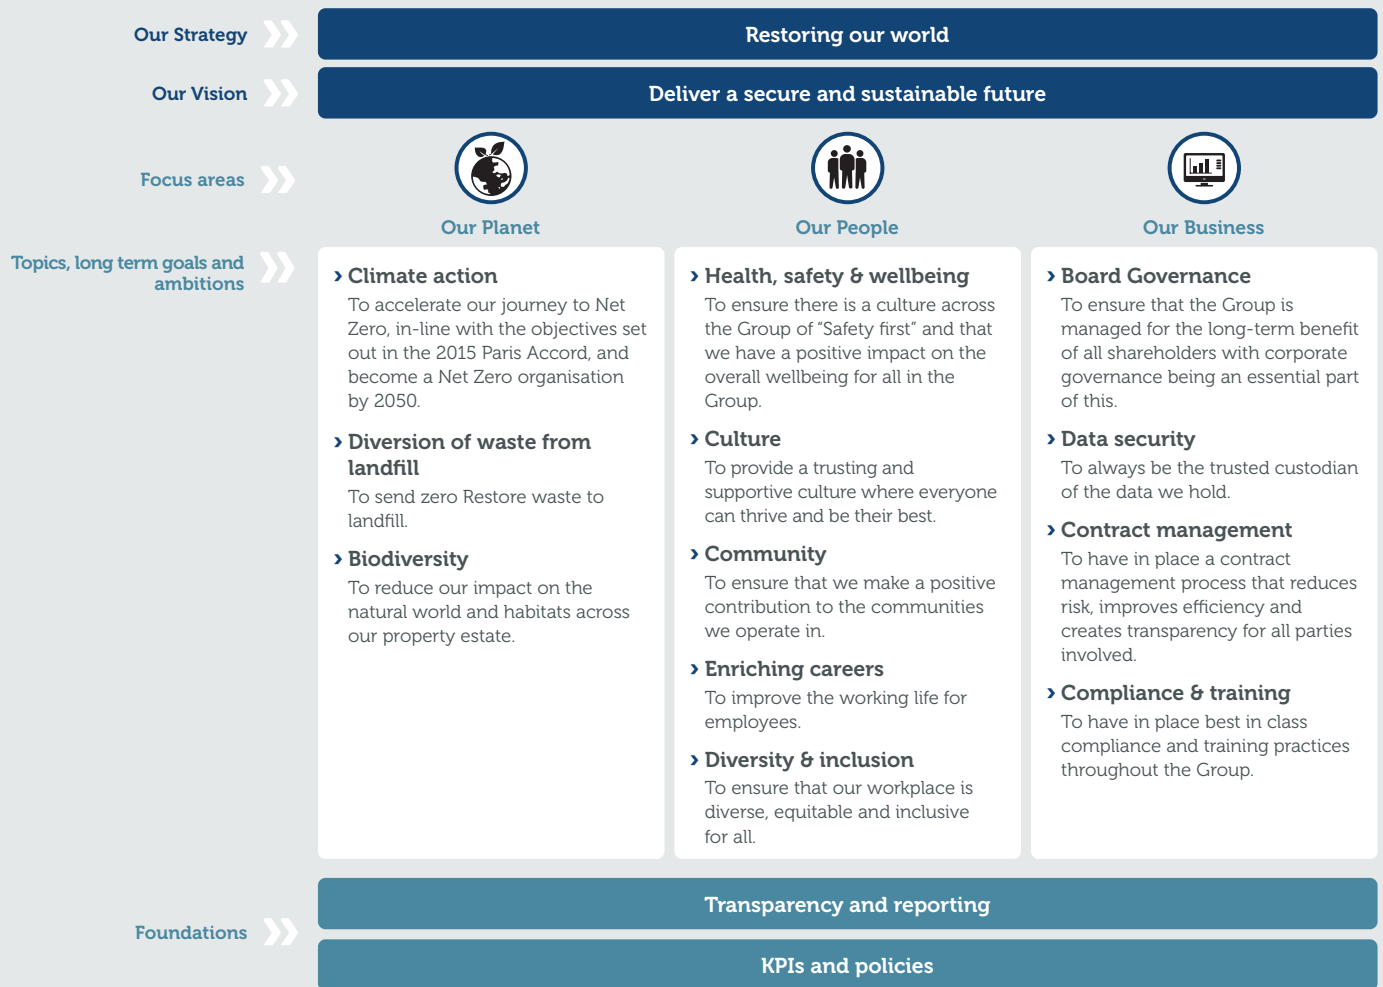 Our Strategy
Restoring our world
Our Vision
Deliver a secure and sustainable future
Focus areas
Our Planet
Our People
Our Business
Topics, long term goals and
ambitions
› Climate action
To accelerate our journey to Net
Zero, in-line with the objectives set
out in the 2015 Paris Accord, and
become a Net Zero organisation
by 2050.
› Diversion of waste from
landfill
To send zero Restore waste to
landfill.
› Biodiversity
To reduce our impact on the
natural world and habitats across
our property estate.
› Health, safety & wellbeing
To ensure there is a culture across
the Group of “Safety first” and that
we have a positive impact on the
overall wellbeing for all in the
Group.
› Culture
To provide a trusting and
supportive culture where everyone
can thrive and be their best.
› Community
To ensure that we make a positive
contribution to the communities
we operate in.
› Enriching careers
To improve the working life for
employees.
› Diversity & inclusion
To ensure that our workplace is
diverse, equitable and inclusive
for all.
› Board Governance
To ensure that the Group is
managed for the long-term benefit
of all shareholders with corporate
governance being an essential part
of this.
› Data security
To always be the trusted custodian
of the data we hold.
› Contract management
To have in place a contract
management process that reduces
risk, improves efficiency and
creates transparency for all parties
involved.
› Compliance & training
To have in place best in class
compliance and training practices
throughout the Group.
Foundations
Transparency and reporting
KPIs and policies